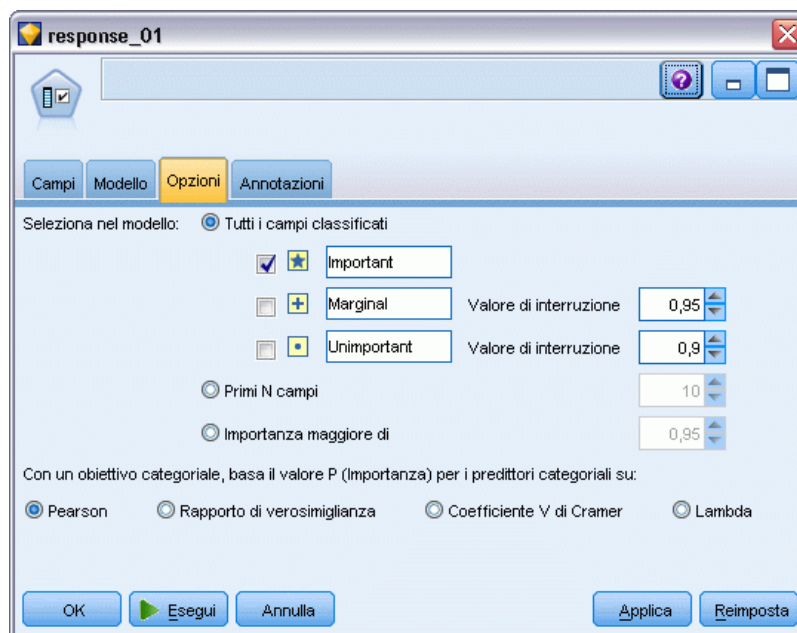 response_01
?
Campi Modello Opzioni Annotazioni
Seleziona nel modello: Tutti i campi classificati
Important
Marginal Valore di interruzione 0,95
Unimportant Valore di interruzione 0,9
Primi N campi 10
Importanza maggiore di 0,95
Con un obiettivo categoriale, basa il valore P (Importanza) per i predittori categoriali su:
Pearson Rapporto di verosimiglianza Coefficiente V di Cramer Lambda
OK Esegui Annulla Applica Reimposta